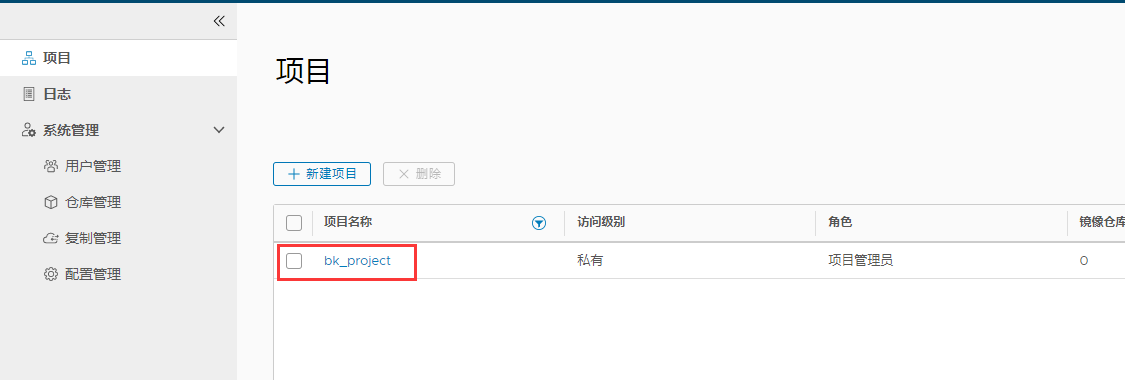 项目
日志
系统管理
用户管理
仓库管理
复制管理
配置管理
项目
新建项目 删除
项目名称 访问级别 角色 镜像仓库
bk_project 私有 项目管理员 0